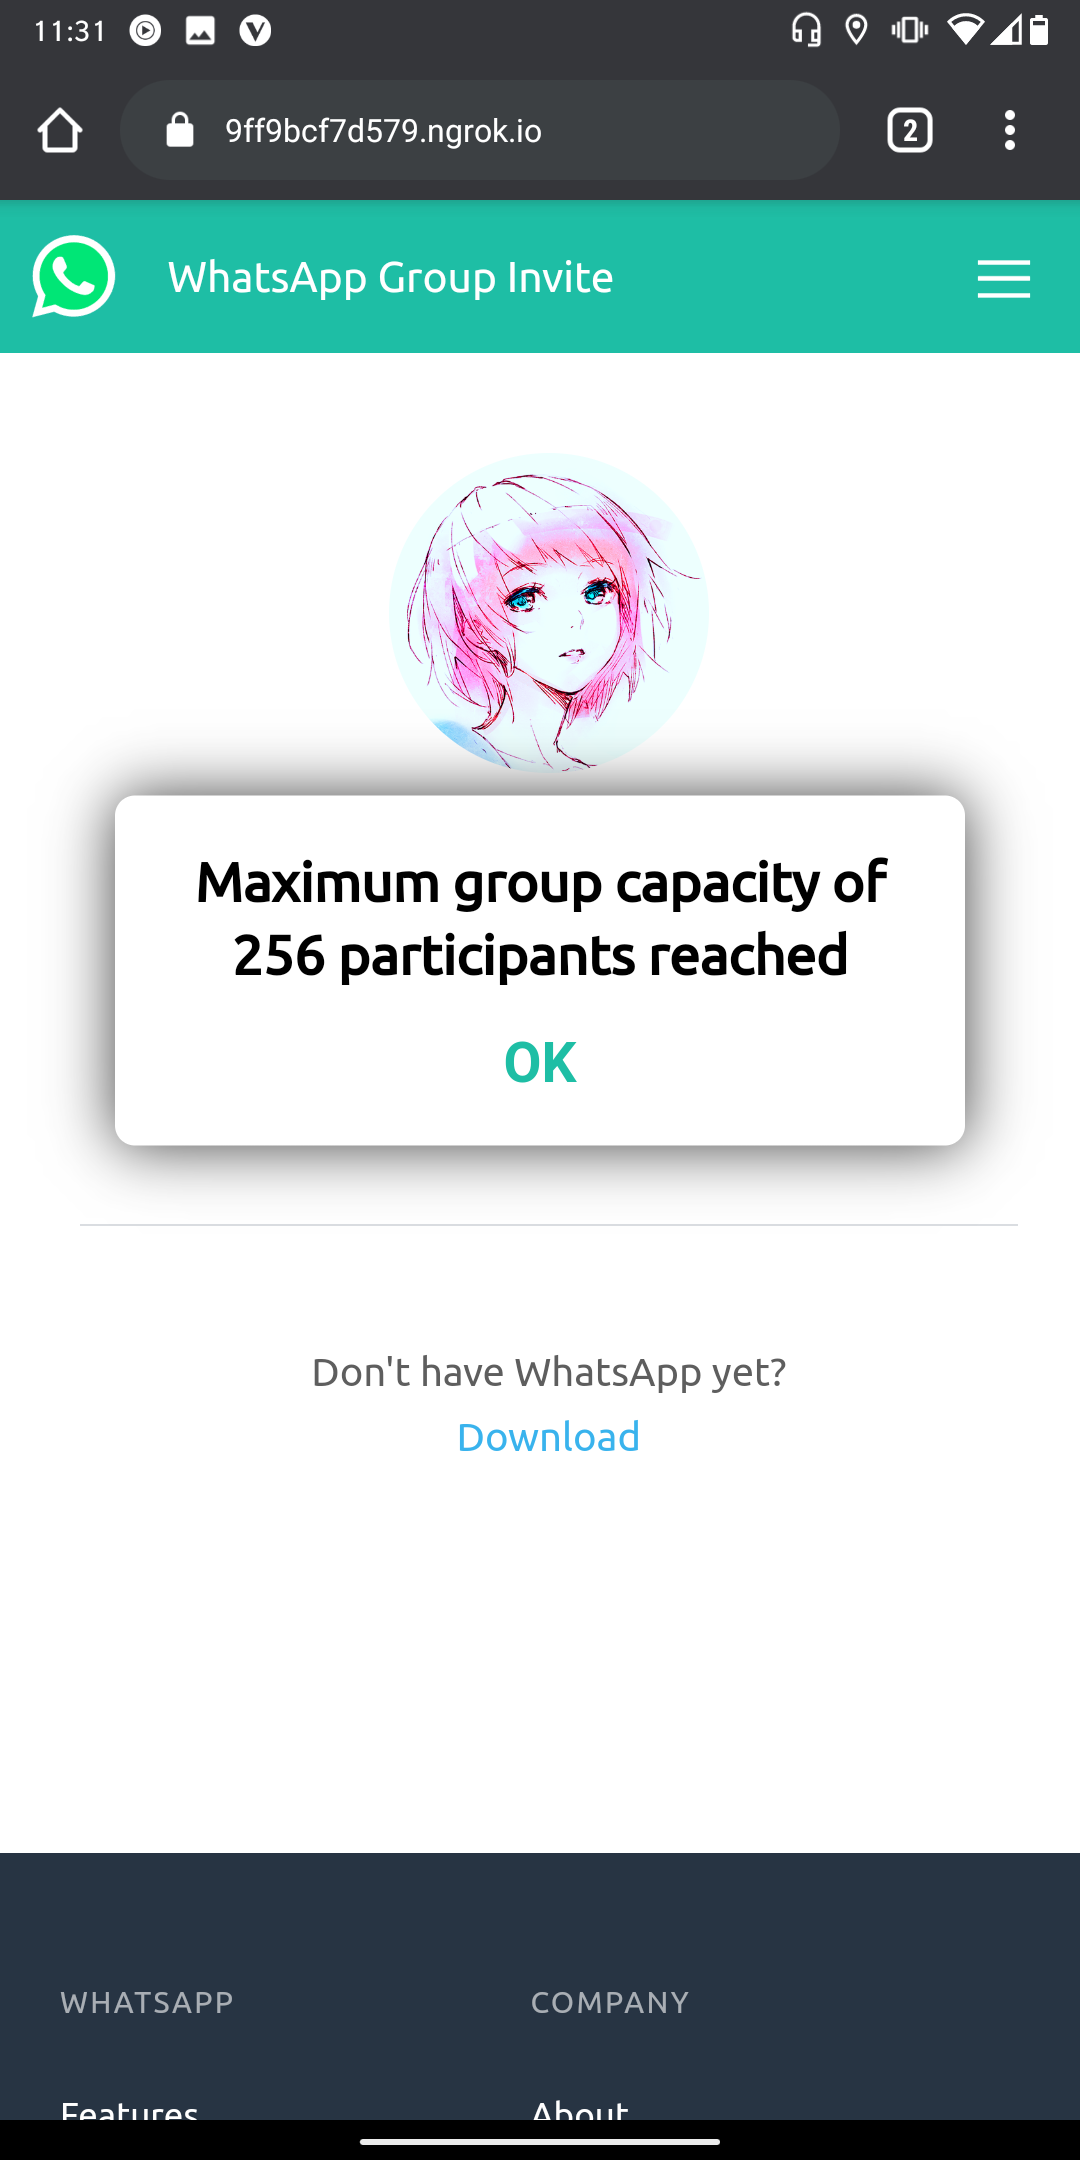 11:31
9ff9bcf7d579.ngrok.io
2
WhatsApp Group Invite
Maximum group capacity of
256 participants reached
OK
Don't have WhatsApp yet?
Download
WHATSAPP
COMPANY
Features
About